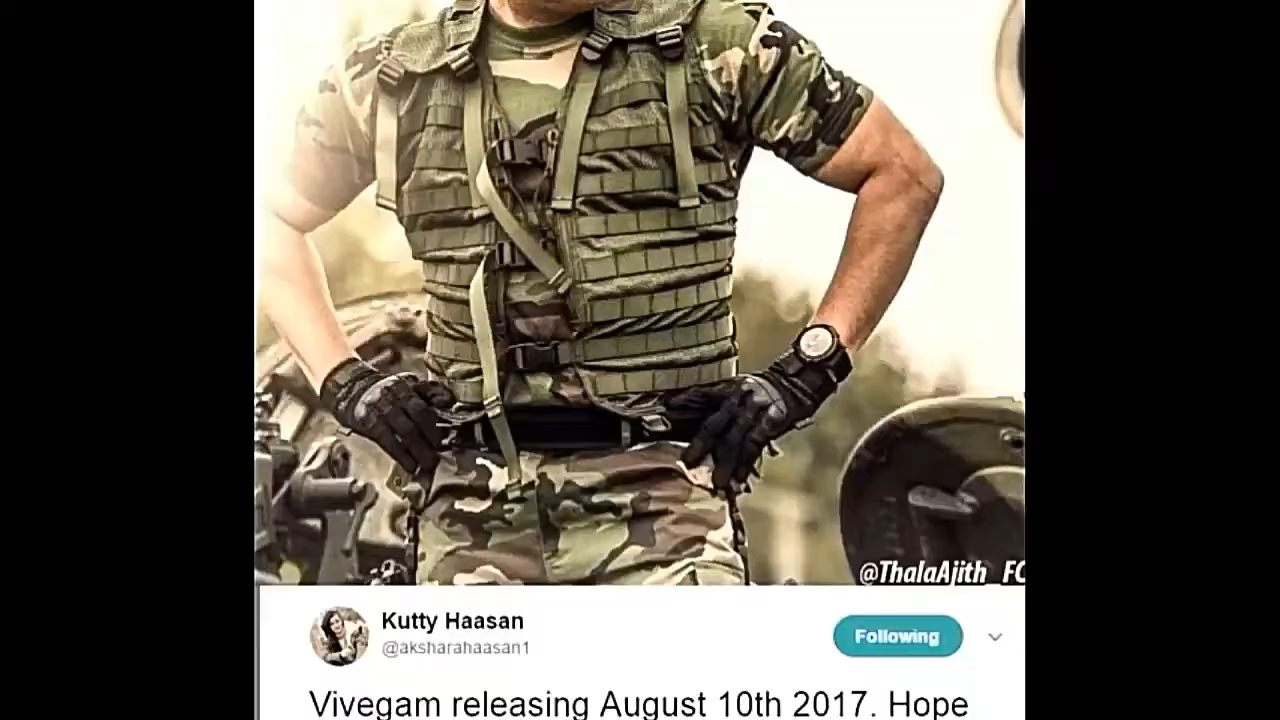 @ThalaAjith_FC
Kutty Haasan
@aksharahaasan1
Following
Vivegam releasing August 10th 2017. Hope